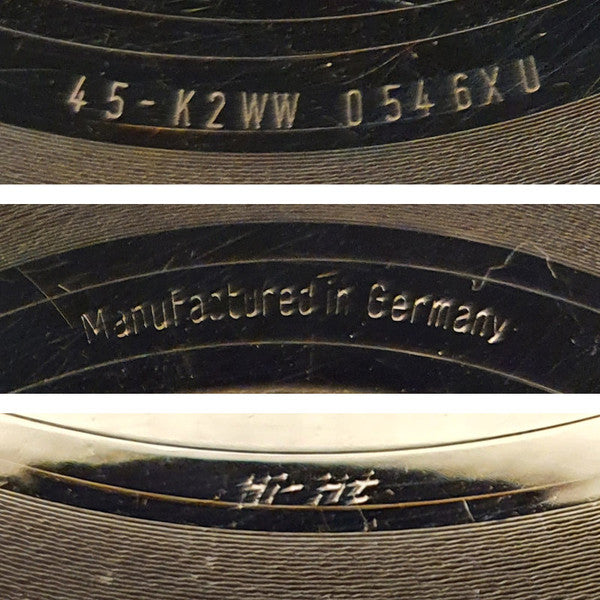 45-K2WW 0546XU
Manufactured in Germany